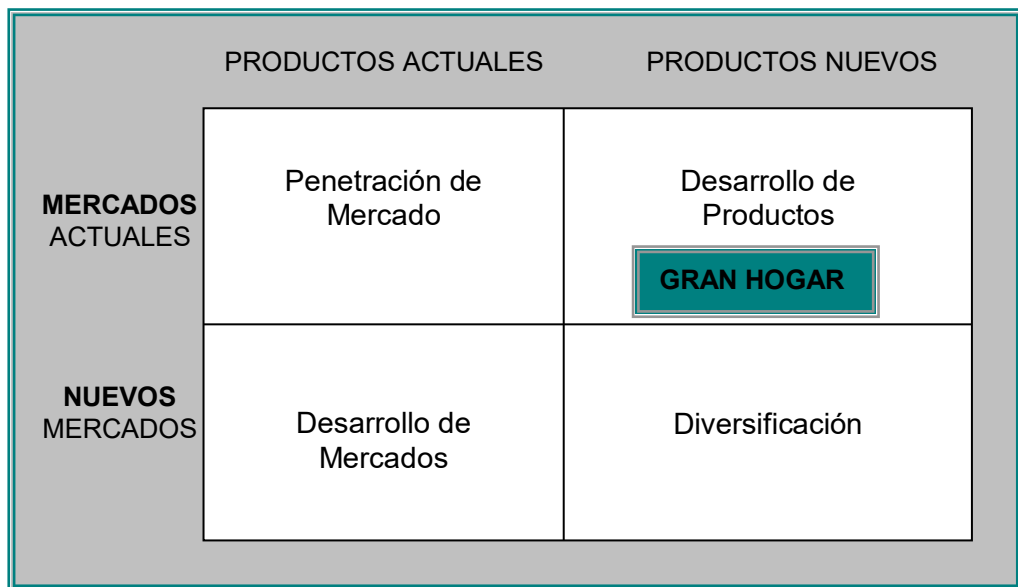 PRODUCTOS ACTUALES
PRODUCTOS NUEVOS
MERCADOS
ACTUALES
Penetración de
Mercado
Desarrollo de
Productos
GRAN HOGAR
NUEVOS
MERCADOS
Desarrollo de
Mercados
Diversificación